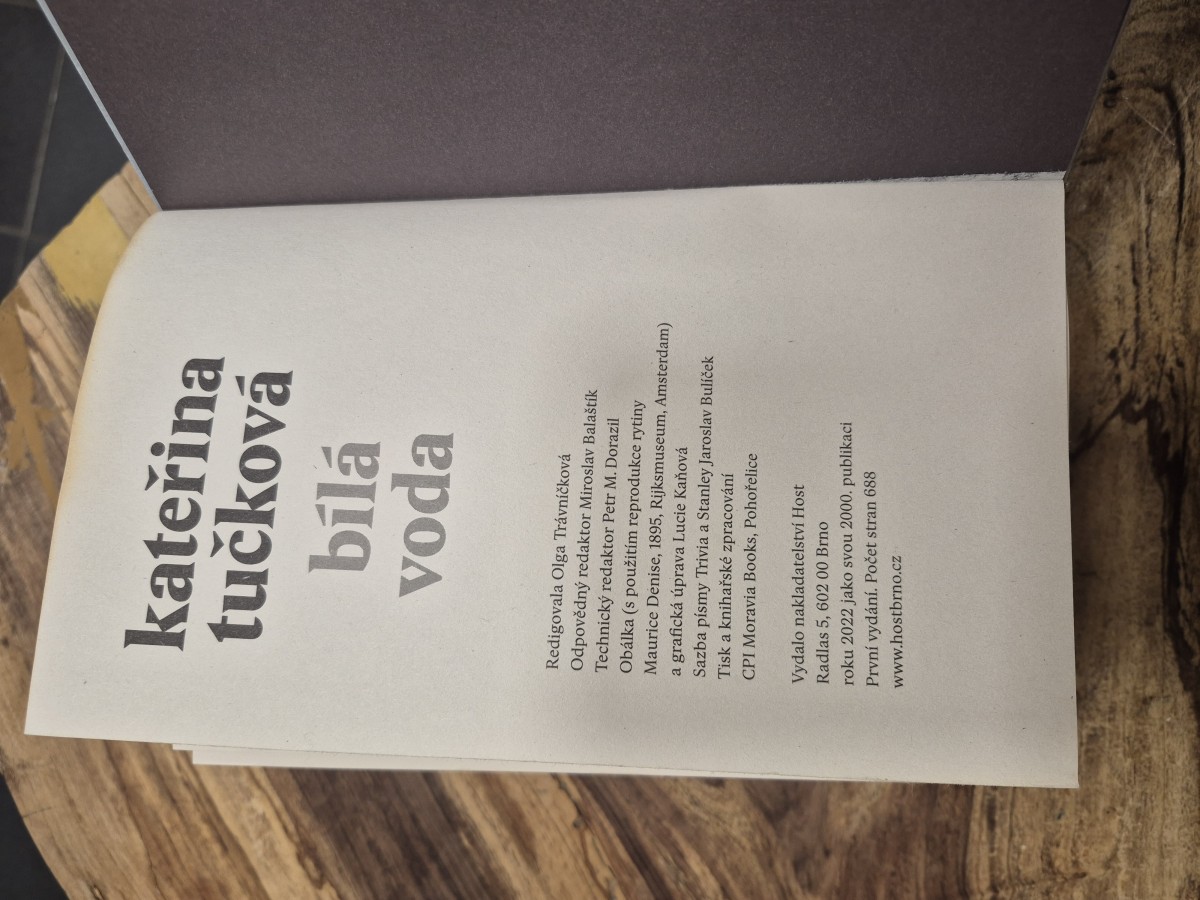 kateřina
tučková
bílá
voda
Redigovala Olga Trávníčková
Odpovědný redaktor Miroslav Balaštík
Technický redaktor Petr M. Dorazil
Obálka (s použitím reprodukce rytiny
Maurice Denise, 1895, Rijksmuseum, Amsterdam)
a grafická úprava Lucie Kaňová
Sazba písmy Trivia a Stanley Jaroslav Bulíček
Tisk a knihařské zpracování
CPI Moravia Books, Pohořelice
Vydalo nakladatelství Host
Radlas 5, 602 00 Brno
roku 2022 jako svou 2000. publikaci
První vydání. Počet stran 688
www.hostbrno.cz